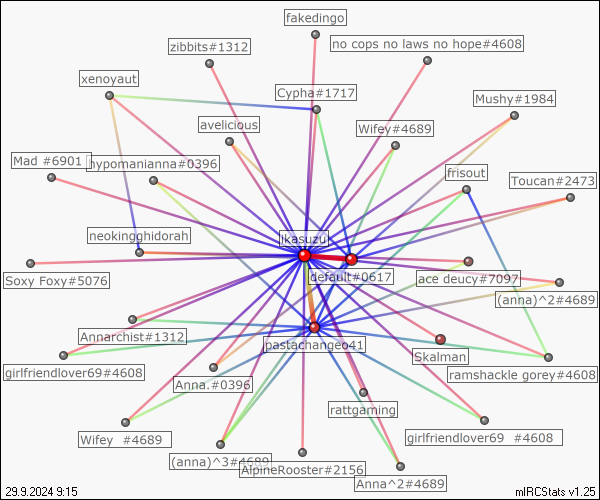 fakedingo
zibbits#1312
no cops no laws no hope#4608
xenoyaut
Cypha#1717
Mushy#1984
avelicious
Wifey#4689
Mad #6901
hypomanianna#0396
frisout
Toucan#2473
neokingghidorah
ikasuzu
Soxy Foxy#5076
default#0617
ace deucy#7097
(anna)^2#4689
Annarchist#1312
pastachangeo41
Skalman
girlfriendlover69#4608
Anna.#0396
ramshackle gorey#4608
rattgaming
Wifey #4689
girlfriendlover69 #4608
(anna)^3#4689
AlpineRooster#2156
Anna^2#4689
29.9.2024 9:15
mIRCStats v1.25